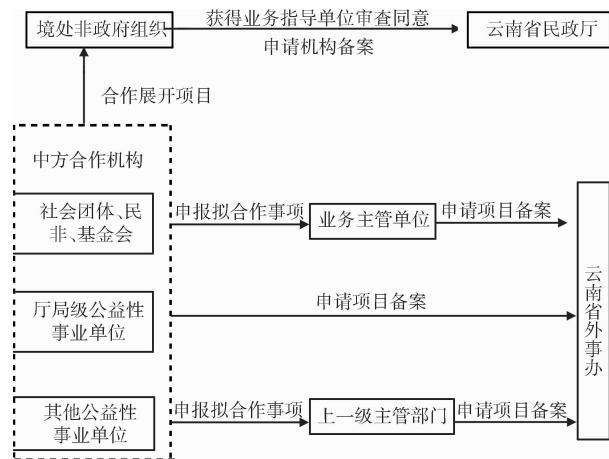 境处非政府组织
获得业务指导单位审查同意
申请机构备案
云南省民政厅
合作展开项目
中方合作机构
社会团体、民
非、基金会
申报拟合作事项
业务主管单位
申请项目备案
厅局级公益性
事业单位
申请项目备案
其他公益性
事业单位
申报拟合作事项
上一级主管部门
申请项目备案
云南省外事办